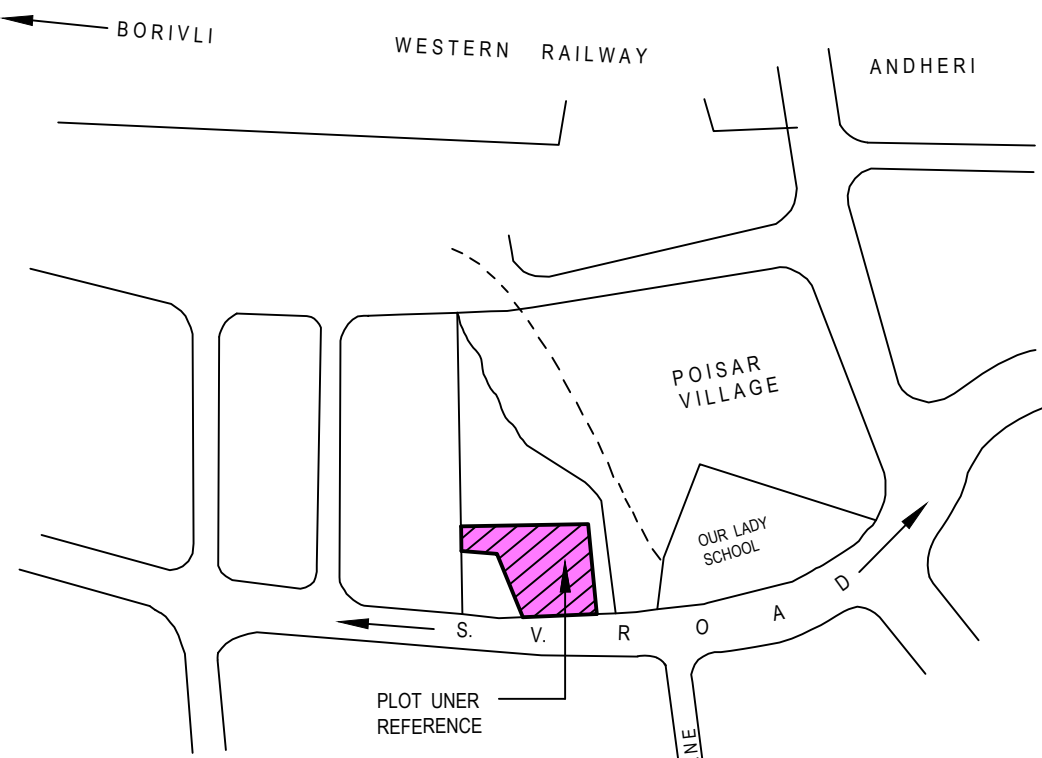 BORIVLI
WESTERN RAILWAY
ANDHERI
POISAR
VILLAGE
OUR LADY
SCHOOL
S. V. R O A D
PLOT UNER
REFERENCE